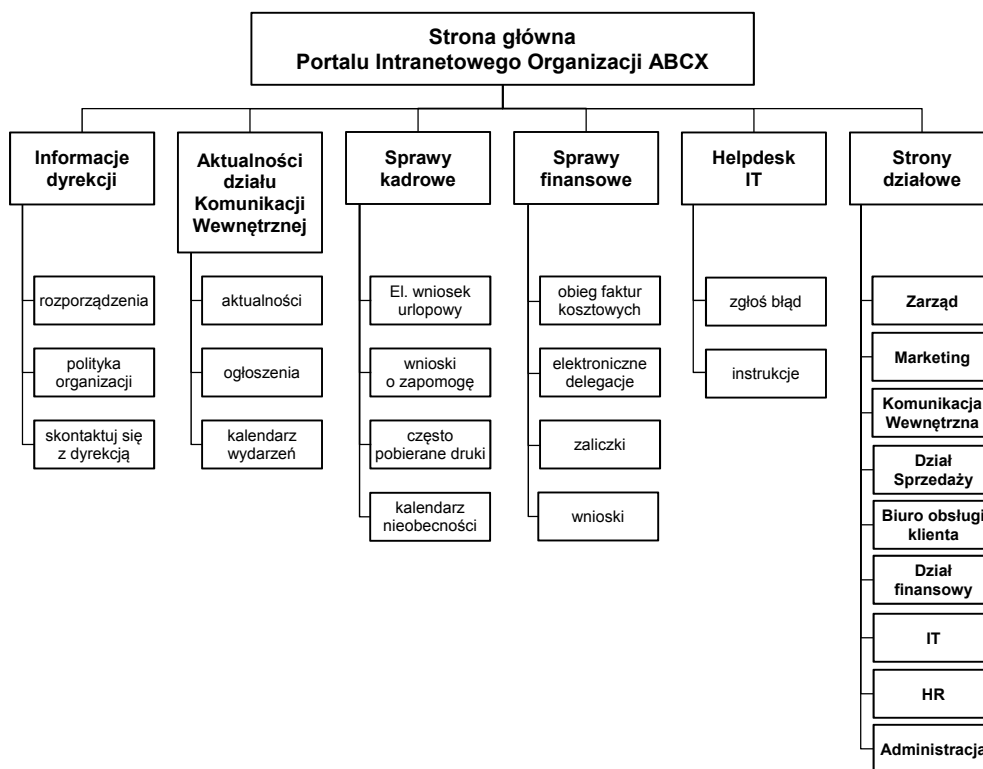 Strona główna
Portalu Intranetowego Organizacji ABCX
Informacje
dyrekcji
rozporządzenia
polityka
organizacji
skontaktuj się
z dyrekcją
Aktualności
działu
Komunikacji
Wewnętrznej
aktualności
ogłoszenia
kalendarz
wydarzeń
Sprawy
kadrowe
El. wniosek
urlopowy
wnioski
o zapomogę
często
pobierane druki
kalendarz
nieobecności
Sprawy
finansowe
obieg faktur
kosztowych
elektroniczne
delegacje
zaliczki
wnioski
Helpdesk
IT
zgłoś błąd
instrukcje
Strony
działowe
Zarząd
Marketing
Komunikacja
Wewnętrzna
Dział
Sprzedaży
Biuro obsługi
klienta
Dział
finansowy
IT
HR
Administracja